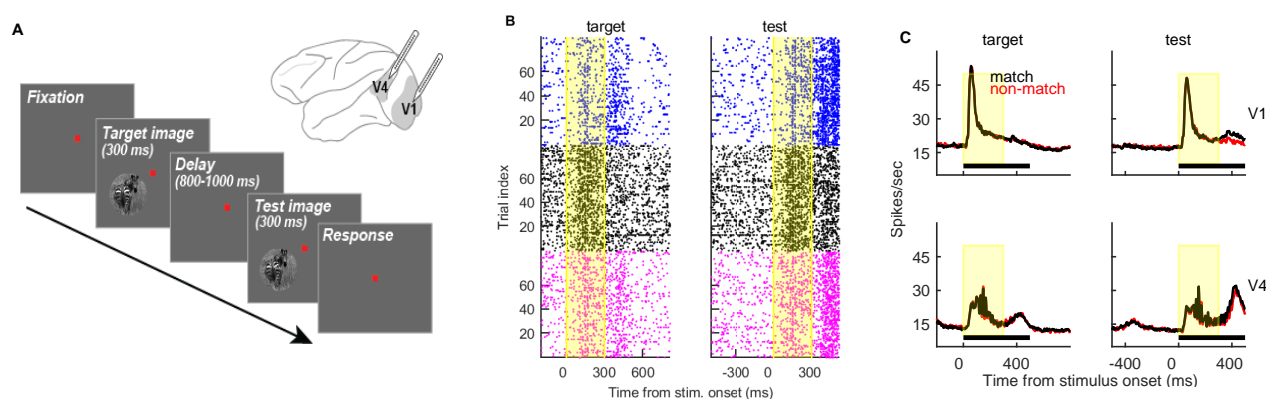 A
Fixation
Target image
(300 ms)
Delay
(800-1000 ms)
Test image
(300 ms)
Response
V4
V1
B
target
test
Trial index
60
40
20
60
40
20
60
40
20
0 300 600
-300 0 300
Time from stim. onset (ms)
C
target
test
match
non-match
V1
V4
Spikes/sec
45
30
15
45
30
15
0 400
-400 0 400
Time from stimulus onset (ms)